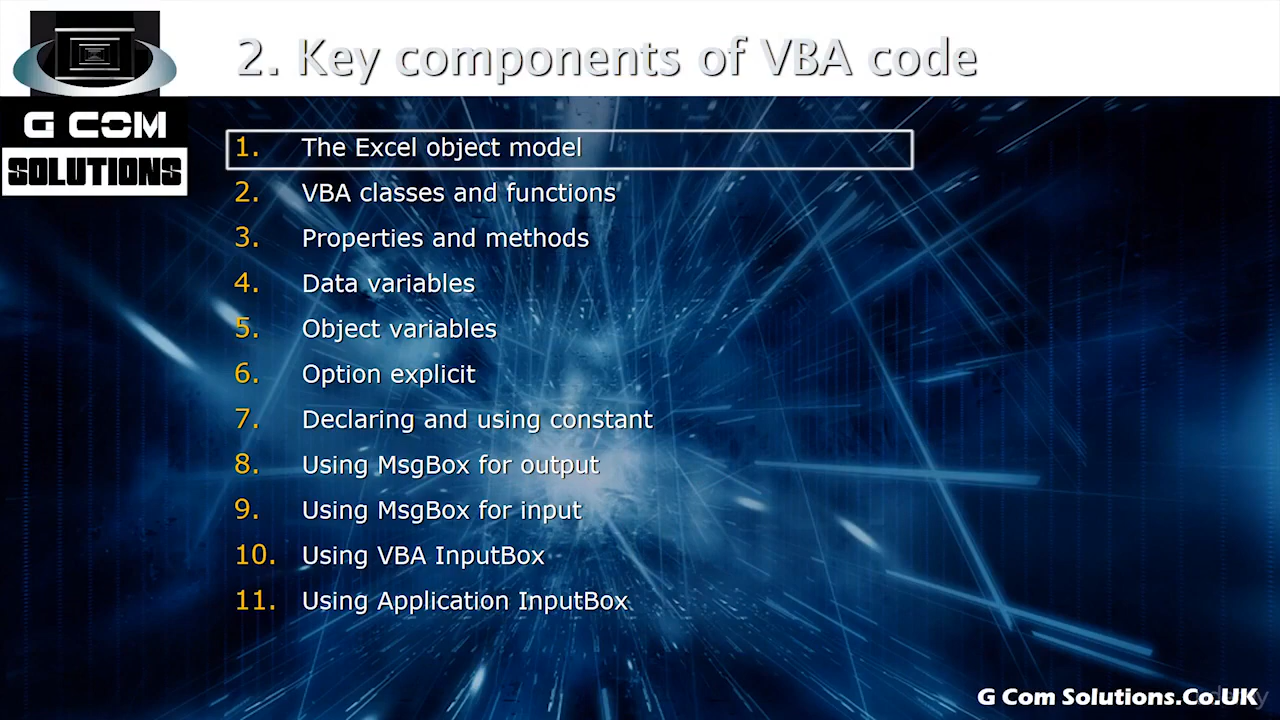 2. Key components of VBA code
G COM
SOLUTIONS
1. The Excel object model
2. VBA classes and functions
3. Properties and methods
4. Data variables
5. Object variables
6. Option explicit
7. Declaring and using constant
8. Using MsgBox for output
9. Using MsgBox for input
10. Using VBA InputBox
11. Using Application InputBox
G Com Solutions.Co.UK